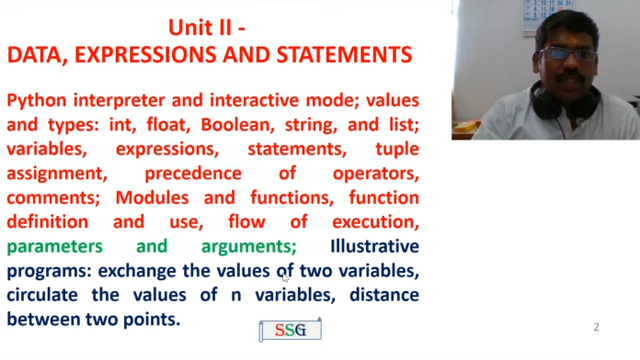 Unit II -
DATA, EXPRESSIONS AND STATEMENTS
Python interpreter and interactive mode; values
and types: int, float, Boolean, string, and list;
variables, expressions, statements, tuple
assignment, precedence of operators,
comments; Modules and functions, function
definition and use, flow of execution,
parameters and arguments; Illustrative
programs: exchange the values of two variables,
circulate the values of n variables, distance
between two points.
SSG
2